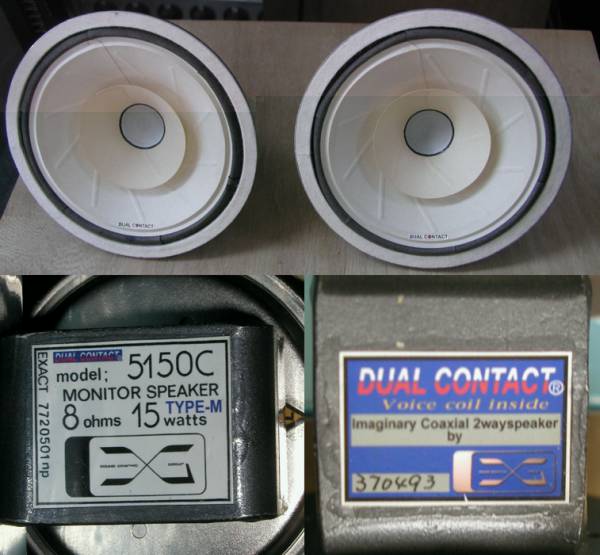 DUAL CONTACT
DUAL CONTACT
EXACT 7720501np
DUAL CONTACT
model; 5150C
MONITOR SPEAKER
8 ohms 15 watts TYPE-M
DUAL CONTACT®
Voice coil inside
Imaginary Coaxial 2wayspeaker
by
370493